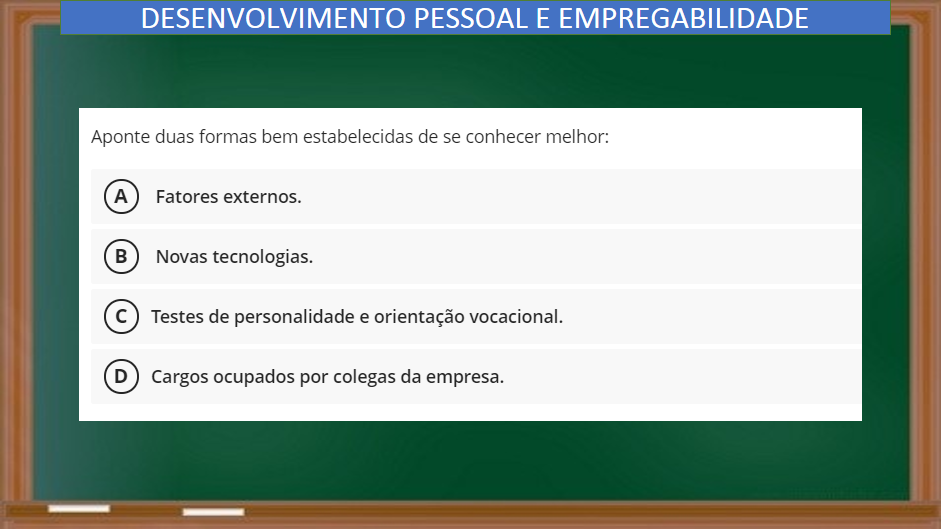 DESENVOLVIMENTO PESSOAL E EMPREGABILIDADE
Aponte duas formas bem estabelecidas de se conhecer melhor:
A Fatores externos.
B Novas tecnologias.
C Testes de personalidade e orientação vocacional.
D Cargos ocupados por colegas da empresa.